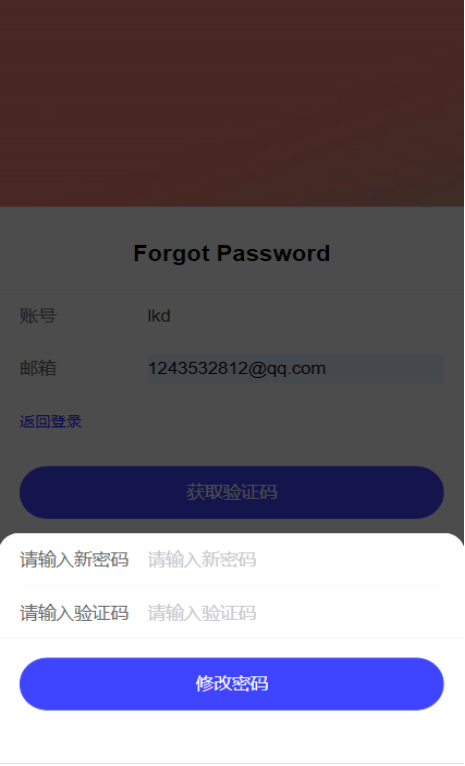 Forgot Password
账号 lkd
邮箱 1243532812@qq.com
返回登录
获取验证码
请输入新密码 请输入新密码
请输入验证码 请输入验证码
修改密码